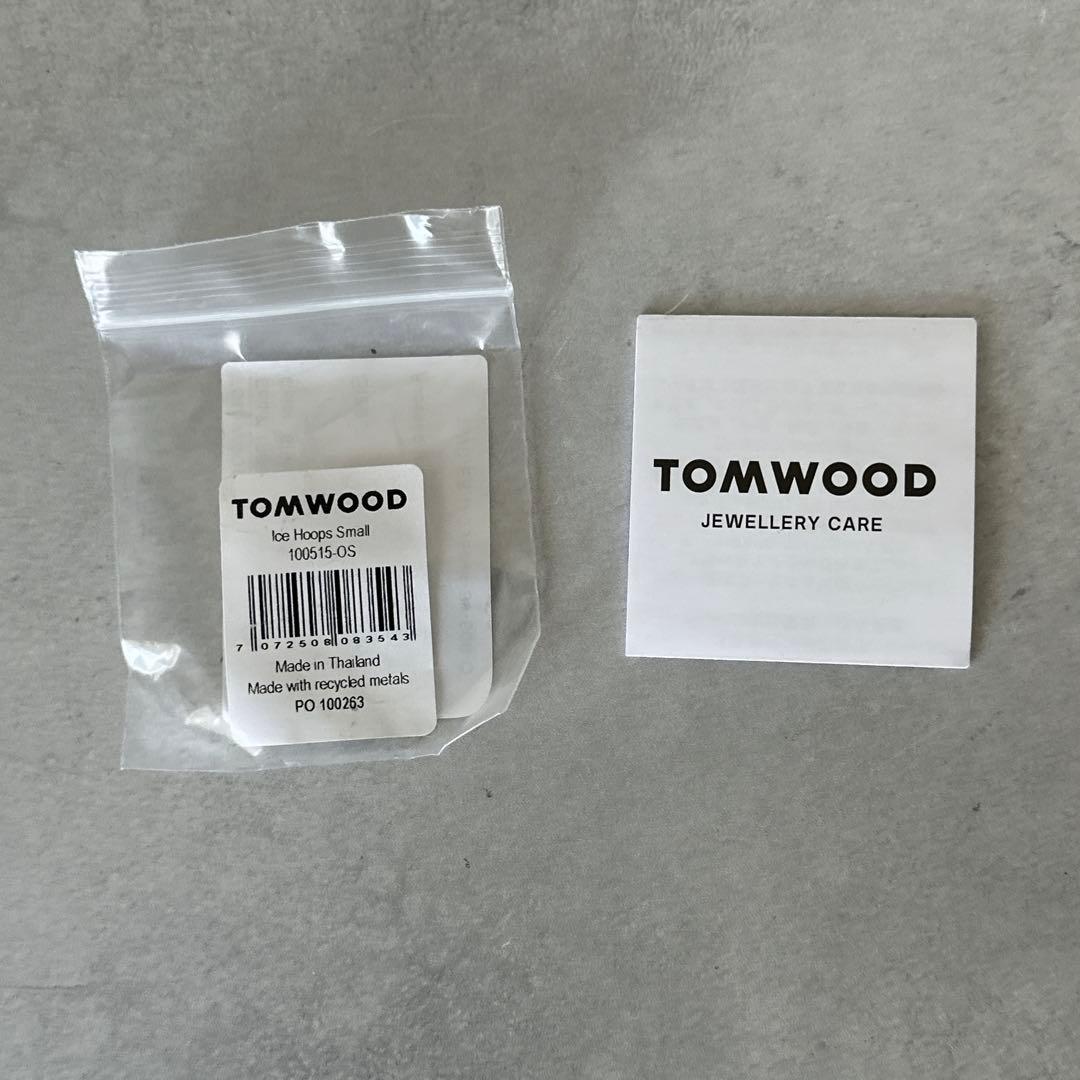 TOMWOOD
Ice Hoops Small
100515-OS
7 072508 083543
Made in Thailand
Made with recycled metals
PO 100263
TOMWOOD
JEWELLERY CARE